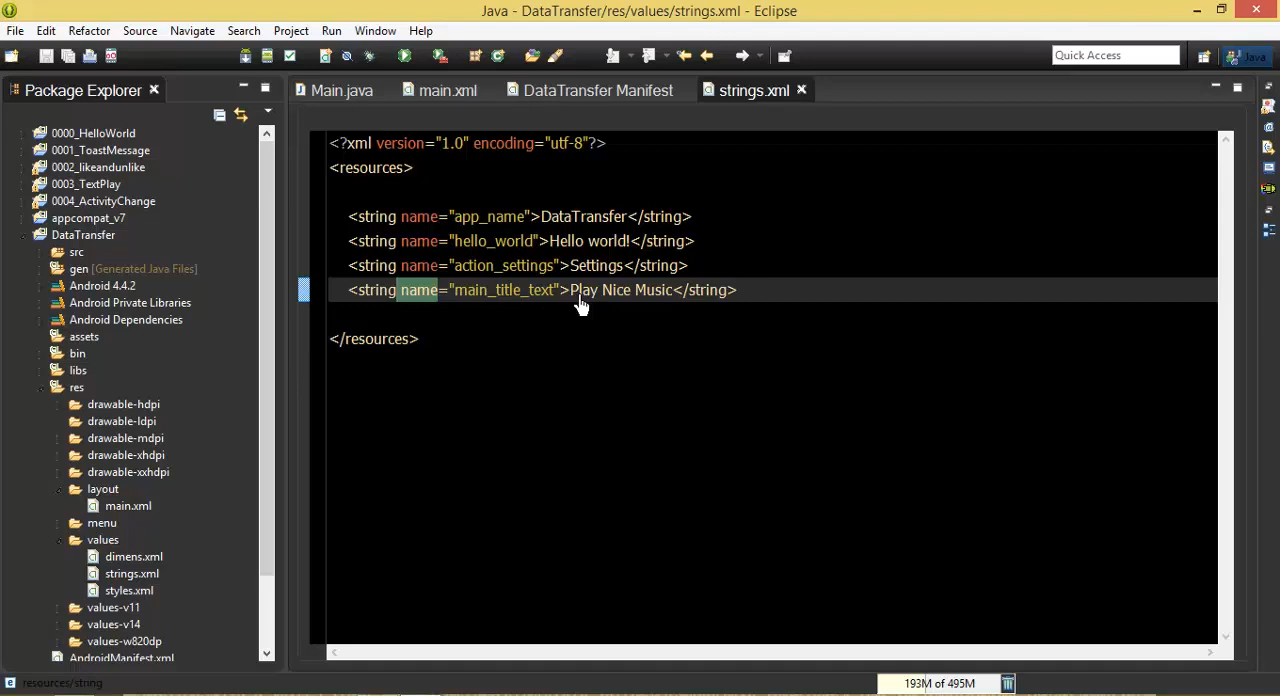 Java - DataTransfer/res/values/strings.xml - Eclipse
File Edit Refactor Source Navigate Search Project Run Window Help
Quick Access
Java
Package Explorer
Main.java
main.xml
DataTransfer Manifest
strings.xml
0000_HelloWorld
0001_ToastMessage
0002_likeandunlike
0003_TextPlay
0004_ActivityChange
appcompat_v7
DataTransfer
src
gen [Generated Java Files]
Android 4.4.2
Android Private Libraries
Android Dependencies
assets
bin
libs
res
drawable-hdpi
drawable-ldpi
drawable-mdpi
drawable-xhdpi
drawable-xxhdpi
layout
main.xml
menu
values
dimens.xml
strings.xml
styles.xml
values-v11
values-v14
values-w820dp
AndroidManifest.xml
<?xml version="1.0" encoding="utf-8"?>
<resources>
<string name="app_name">DataTransfer</string>
<string name="hello_world">Hello world!</string>
<string name="action_settings">Settings</string>
<string name="main_title_text">Play Nice Music</string>
</resources>
resources/string
193M of 495M